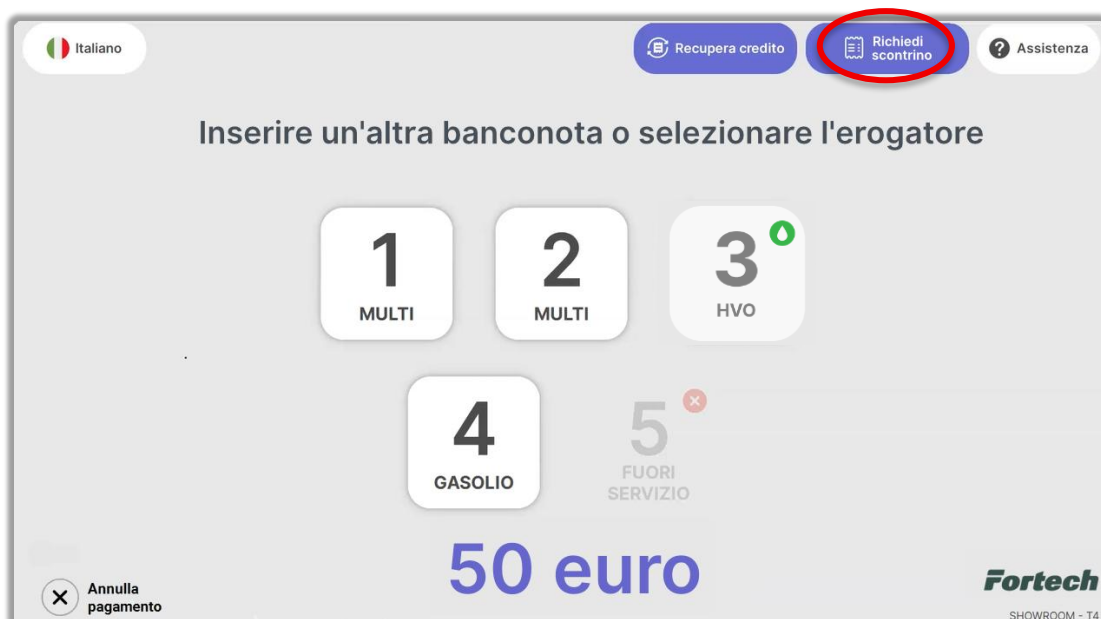 Italiano
Recupera credito
Richiedi
scontrino
Assistenza
Inserire un'altra banconota o selezionare l'erogatore
1
MULTI
2
MULTI
3
HVO
4
GASOLIO
5
FUORI
SERVIZIO
50 euro
Annulla
pagamento
Fortech
SHOWROOM - T4